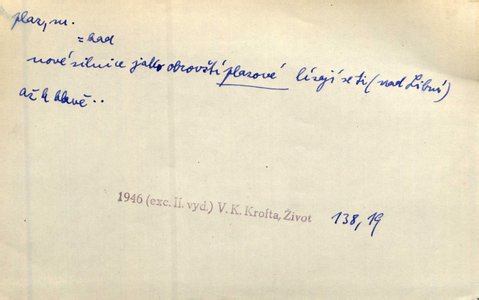 plaz, m.
= had
nové silnice jako obrovští plazové lízají se ti (nad Libní)
až k hlavě..
1946 (exc. II. vyd.) V. K. Krofta, Život 138, 19